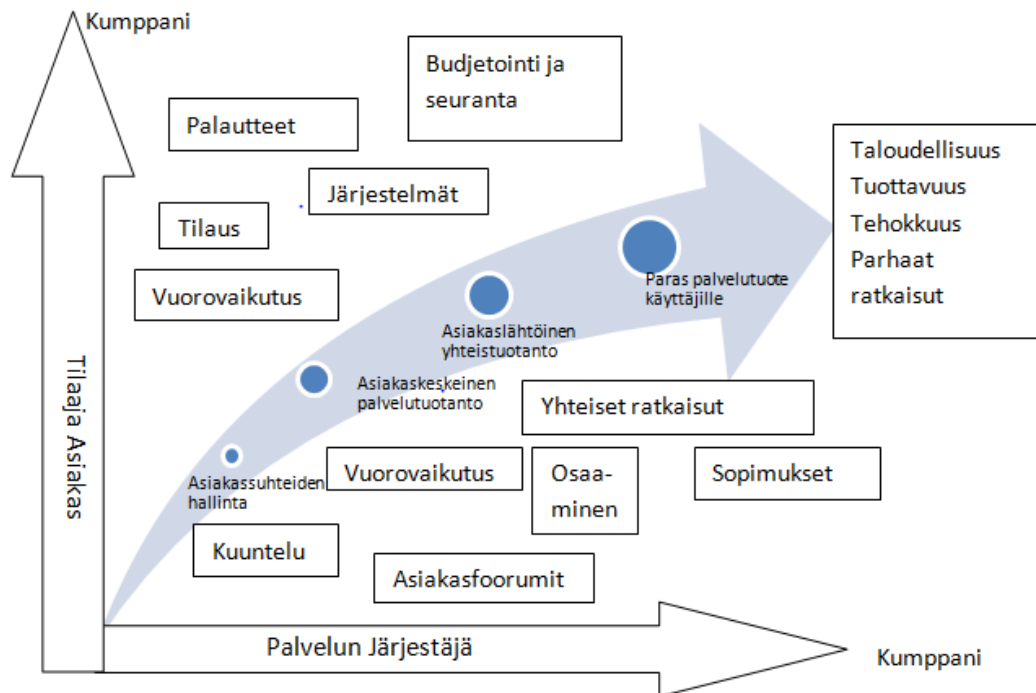 Kumppani
Budjetointi ja
seuranta
Palautteet
Järjestelmät
Tilaus
Vuorovaikutus
Taloudellisuus
Tuottavuus
Tehokkuus
Parhaat
ratkaisut
Paras palvelutuote
käyttäjille
Asiakaslähtöinen
yhteistuotanto
Asiakaskeskeinen
palvelutuotanto
Asiakassuhteiden
hallinta
Tilaaja Asiakas
Yhteiset ratkaisut
Vuorovaikutus
Osaa-
minen
Sopimukset
Kuuntelu
Asiakasfoorumit
Palvelun Järjestäjä
Kumppani